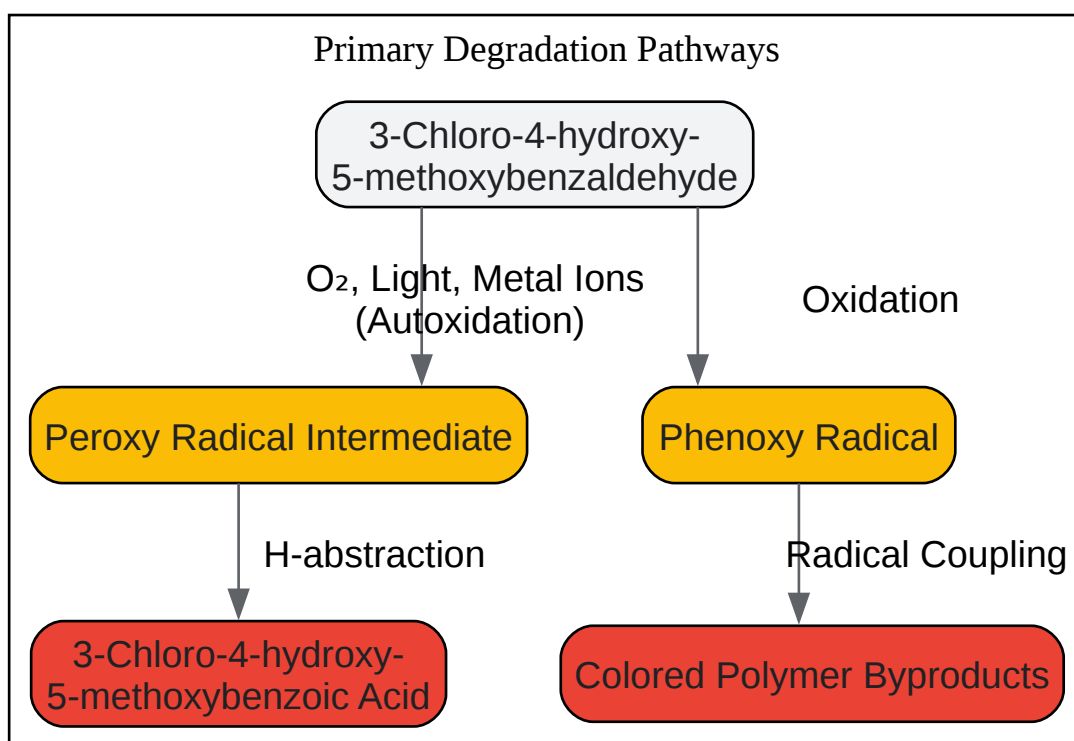 Primary Degradation Pathways
3-Chloro-4-hydroxy-
5-methoxybenzaldehyde
O₂, Light, Metal Ions
(Autoxidation)
Oxidation
Peroxy Radical Intermediate
Phenoxy Radical
H-abstraction
Radical Coupling
3-Chloro-4-hydroxy-
5-methoxybenzoic Acid
Colored Polymer Byproducts